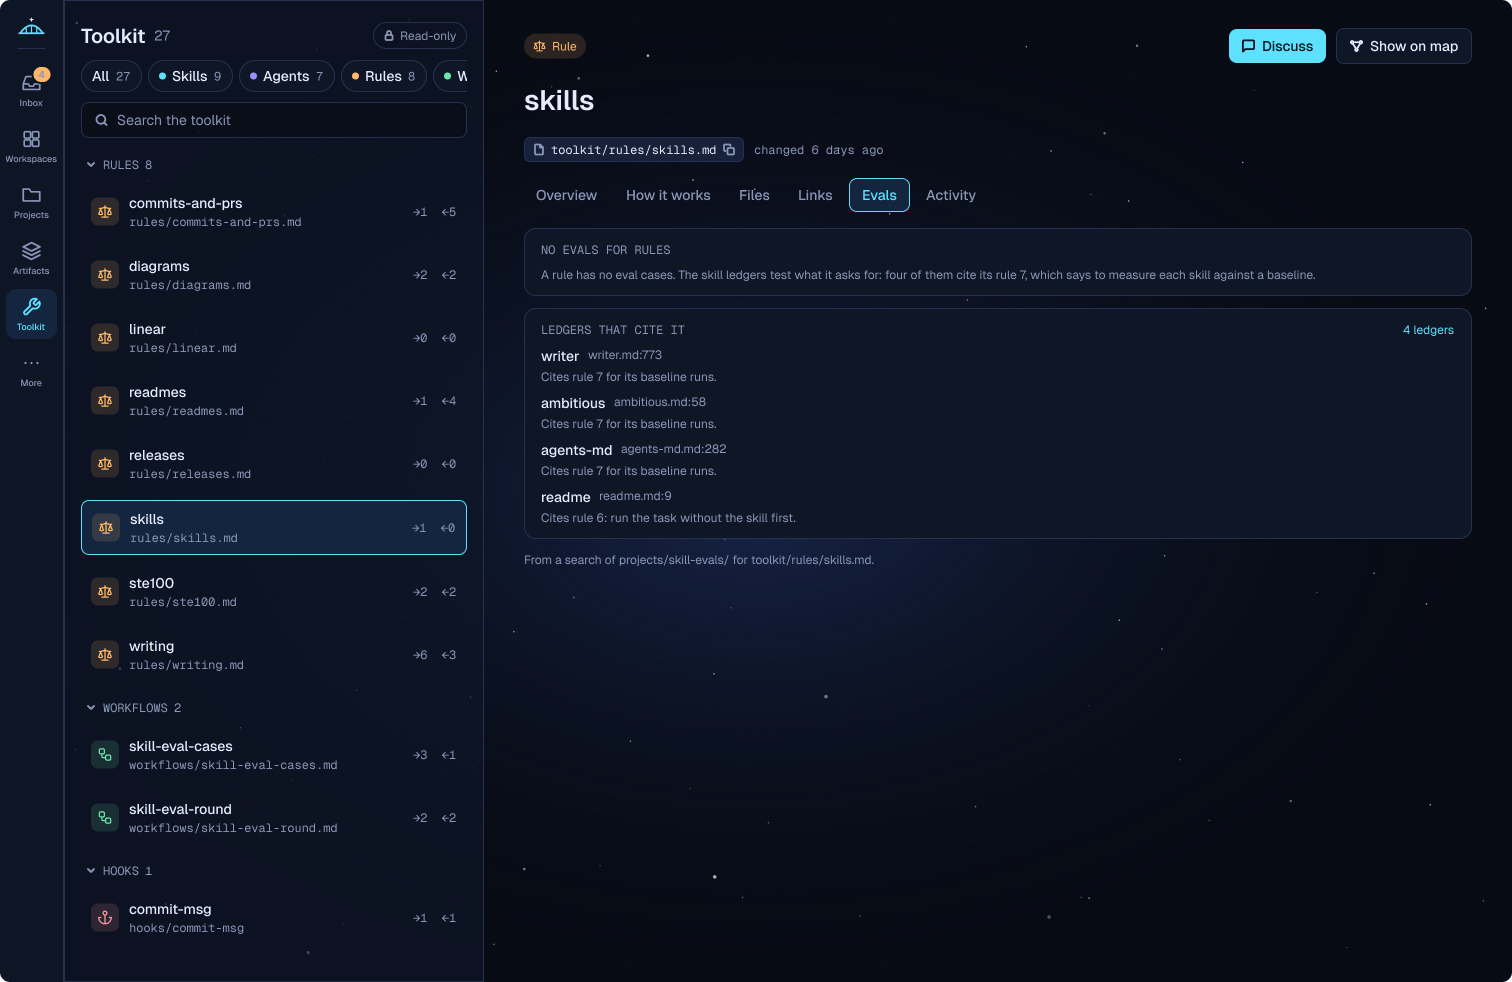 4
Inbox
Workspaces
Projects
Artifacts
Toolkit
More
Toolkit 27
Read-only
All 27
Skills 9
Agents 7
Rules 8
W
Search the toolkit
RULES 8
commits-and-prs
rules/commits-and-prs.md
→1 ←5
diagrams
rules/diagrams.md
→2 ←2
linear
rules/linear.md
→0 ←0
readmes
rules/readmes.md
→1 ←4
releases
rules/releases.md
→0 ←0
skills
rules/skills.md
→1 ←0
ste100
rules/ste100.md
→2 ←2
writing
rules/writing.md
→6 ←3
WORKFLOWS 2
skill-eval-cases
workflows/skill-eval-cases.md
→3 ←1
skill-eval-round
workflows/skill-eval-round.md
→2 ←2
HOOKS 1
commit-msg
hooks/commit-msg
→1 ←1
Rule
Discuss
Show on map
skills
toolkit/rules/skills.md
changed 6 days ago
Overview
How it works
Files
Links
Evals
Activity
NO EVALS FOR RULES
A rule has no eval cases. The skill ledgers test what it asks for: four of them cite its rule 7, which says to measure each skill against a baseline.
LEDGERS THAT CITE IT
4 ledgers
writer writer.md:773
Cites rule 7 for its baseline runs.
ambitious ambitious.md:58
Cites rule 7 for its baseline runs.
agents-md agents-md.md:282
Cites rule 7 for its baseline runs.
readme readme.md:9
Cites rule 6: run the task without the skill first.
From a search of projects/skill-evals/ for toolkit/rules/skills.md.